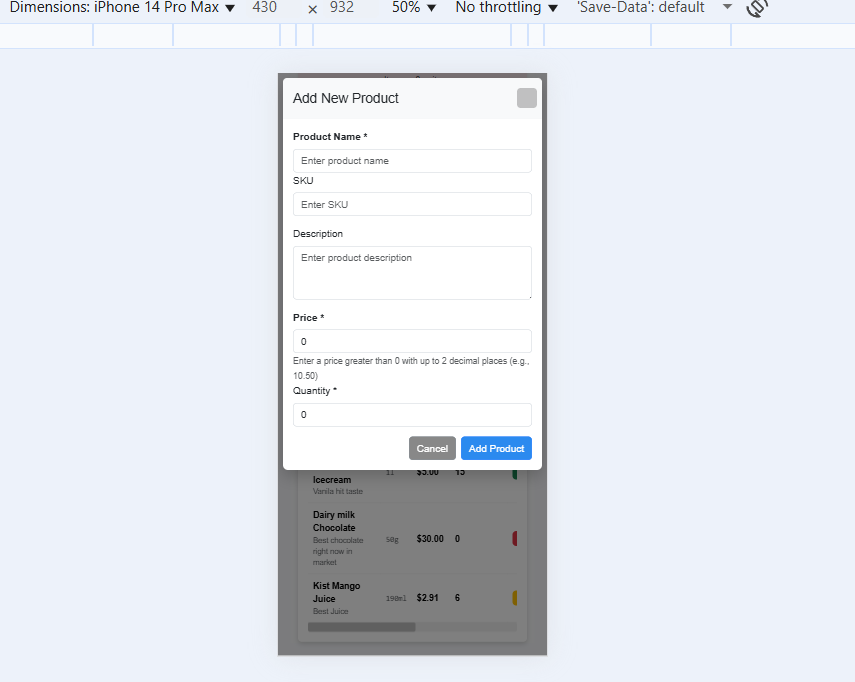 Dimensions: iPhone 14 Pro Max ▼ 430 × 932 50% ▼ No throttling ▼ 'Save-Data': default ▼
Add New Product
Product Name *
Enter product name
SKU
Enter SKU
Description
Enter product description
Price *
0
Enter a price greater than 0 with up to 2 decimal places (e.g.,
10.50)
Quantity *
0
Cancel Add Product
Icecream $5.00 15
Vanila hit taste
Dairy milk
Chocolate
Best chocolate 50g $30.00 0
right now in
market
Kist Mango
Juice 190ml $2.91 6
Best Juice